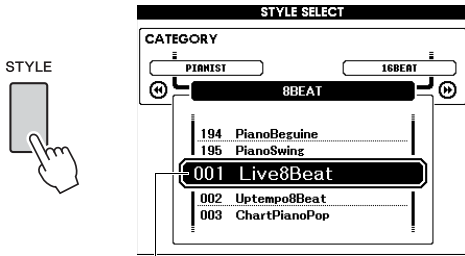 STYLE SELECT
CATEGORY
STYLE
PIANIST 16BEAT
8BEAT
194 PianoBeguine
195 PianoSwing
001 Live8Beat
002 Uptempo8Beat
003 ChartPianoPop